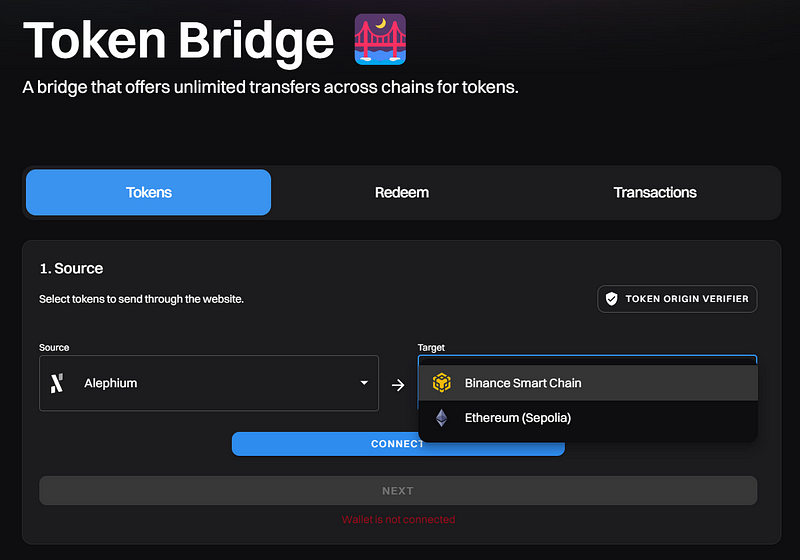 Token Bridge
A bridge that offers unlimited transfers across chains for tokens.
Tokens
Redeem
Transactions
1. Source
Select tokens to send through the website.
TOKEN ORIGIN VERIFIER
Source
Target
Alephium
Binance Smart Chain
Ethereum (Sepolia)
CONNECT
NEXT
Wallet is not connected